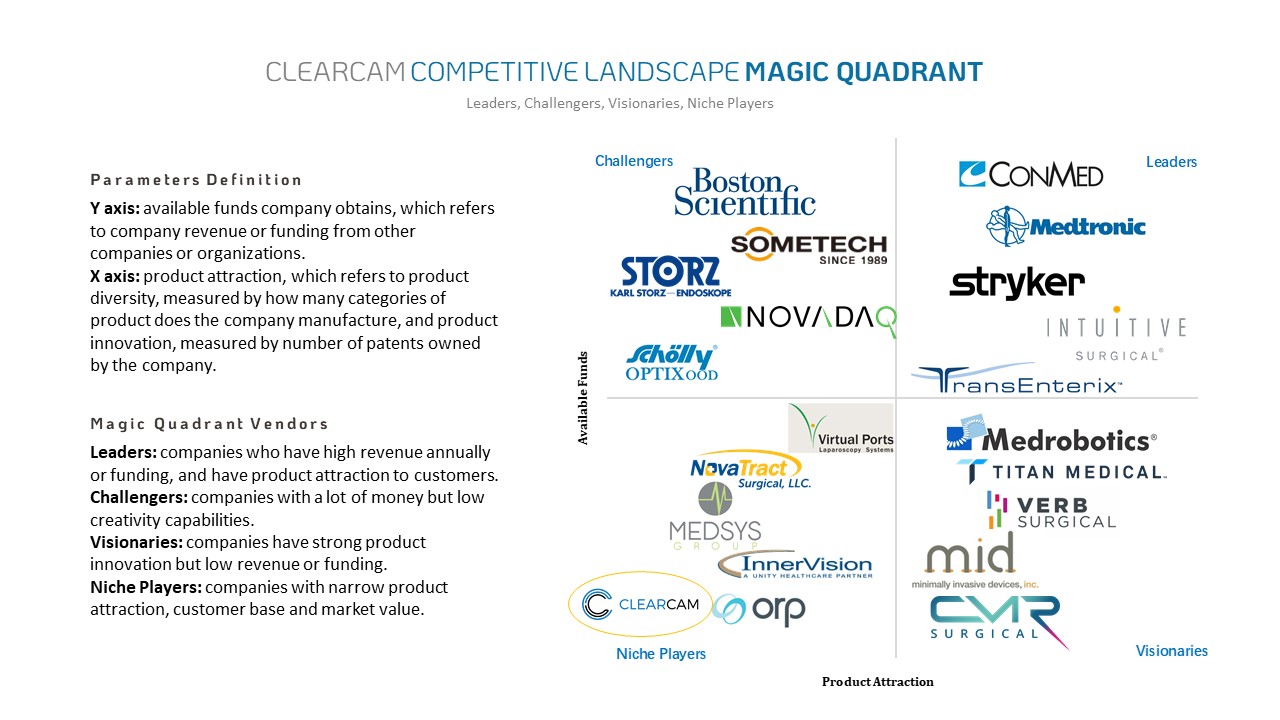 CLEARCAM COMPETITIVE LANDSCAPE MAGIC QUADRANT
Leaders, Challengers, Visionaries, Niche Players
Parameters Definition
Y axis: available funds company obtains, which refers
to company revenue or funding from other
companies or organizations.
X axis: product attraction, which refers to product
diversity, measured by how many categories of
product does the company manufacture, and product
innovation, measured by number of patents owned
by the company.
Magic Quadrant Vendors
Leaders: companies who have high revenue annually
or funding, and have product attraction to customers.
Challengers: companies with a lot of money but low
creativity capabilities.
Visionaries: companies have strong product
innovation but low revenue or funding.
Niche Players: companies with narrow product
attraction, customer base and market value.
Available Funds
Challengers
Boston
Scientific
SOMETECH
SINCE 1989
STORZ
KARL STORZ—ENDOSKOPE
NOVADAQ
Schölly
OPTIXOOD
Leaders
CONMED
Medtronic
stryker
INTUITIVE
SURGICAL®
TransEnterix™
Virtual Ports
Laparoscopy Systems
NovaTract
Surgical, LLC.
MEDSYS
GROUP
InnerVision
A UNITY HEALTHCARE PARTNER
CLEARCAM
orp
Niche Players
Medrobotics®
TITAN MEDICAL™
VERB
SURGICAL
mid
minimally invasive devices, inc.
CMR
SURGICAL
Visionaries
Product Attraction